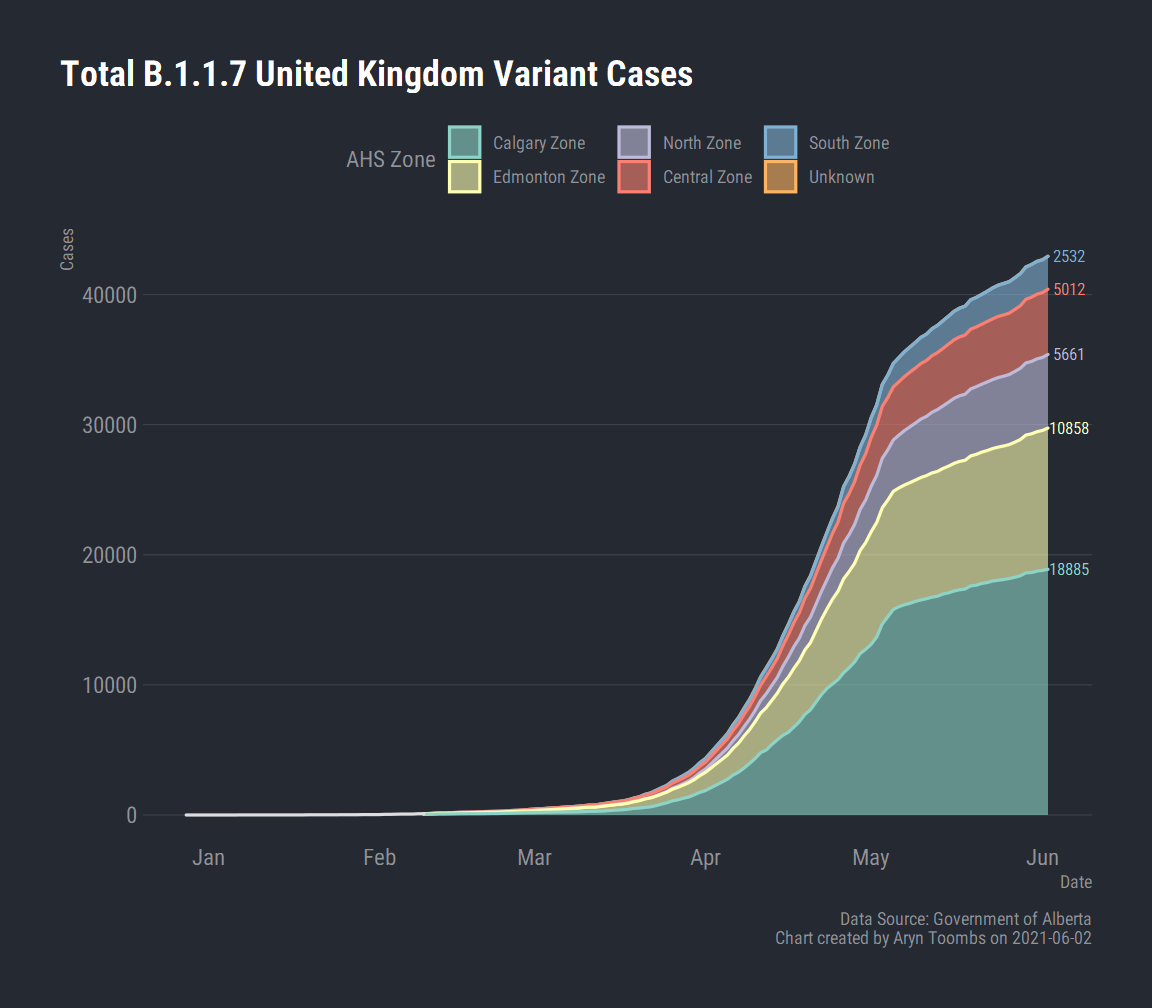 Total B.1.1.7 United Kingdom Variant Cases
AHS Zone
Calgary Zone North Zone South Zone
Edmonton Zone Central Zone Unknown
Cases
2532
5012
40000
5661
30000
10858
20000
18885
10000
0
Jan Feb Mar Apr May Jun
Date
Data Source: Government of Alberta
Chart created by Aryn Toombs on 2021-06-02